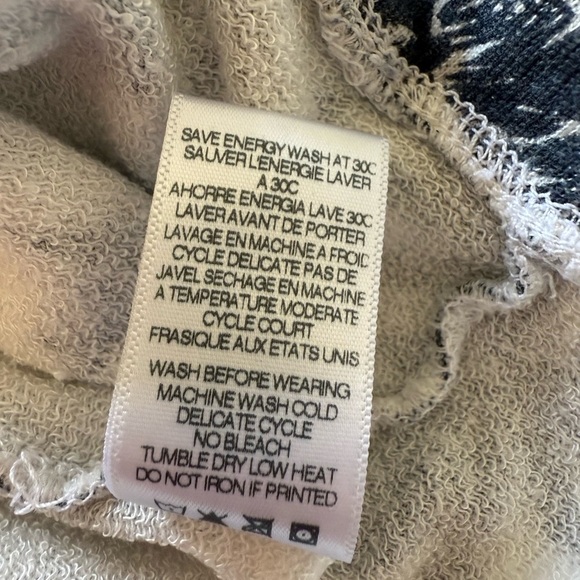 SAVE ENERGY WASH AT 30C
SAUVER L'ENERGIE LAVER
A 30C
AHORRE ENERGIA LAVE 30C
LAVER AVANT DE PORTER
LAVAGE EN MACHINE A FROID
CYCLE DELICATE PAS DE
JAVEL SECHAGE EN MACHINE
A TEMPERATURE MODERATE
CYCLE COURT
FRASIQUE AUX ETATS UNIS
WASH BEFORE WEARING
MACHINE WASH COLD
DELICATE CYCLE
NO BLEACH
TUMBLE DRY LOW HEAT
DO NOT IRON IF PRINTED